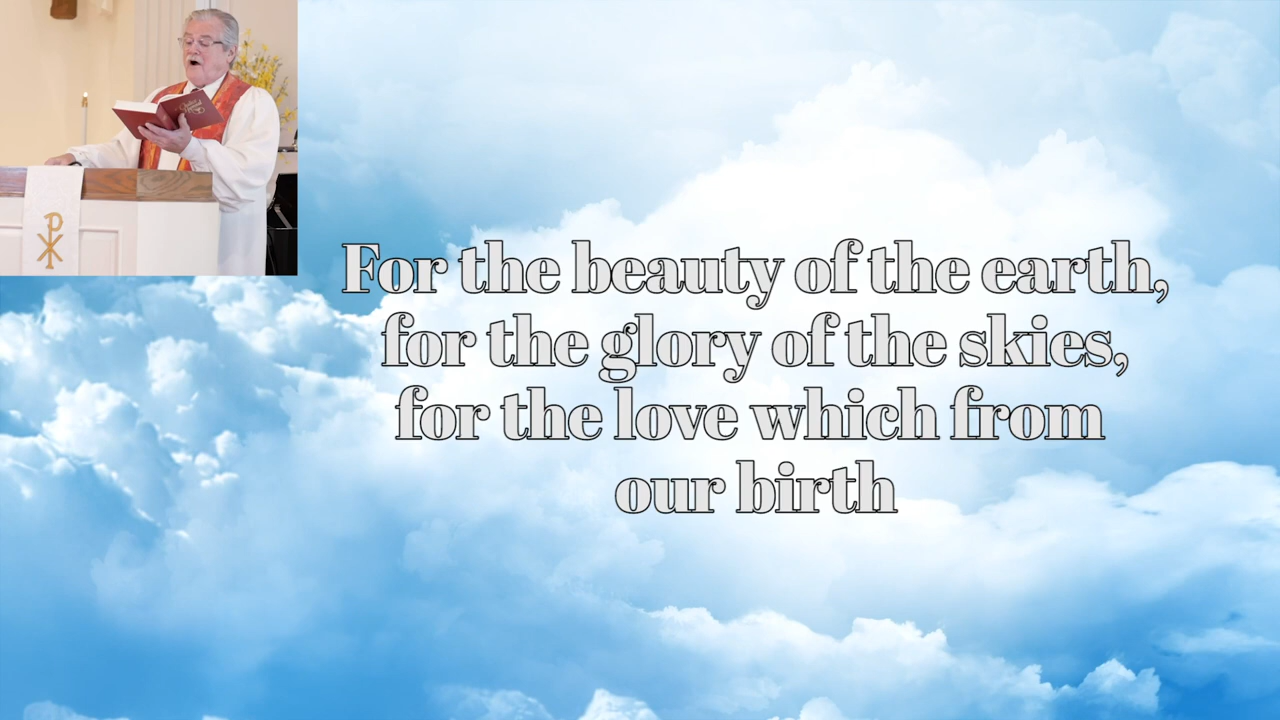 For the beauty of the earth,
for the glory of the skies,
for the love which from
our birth